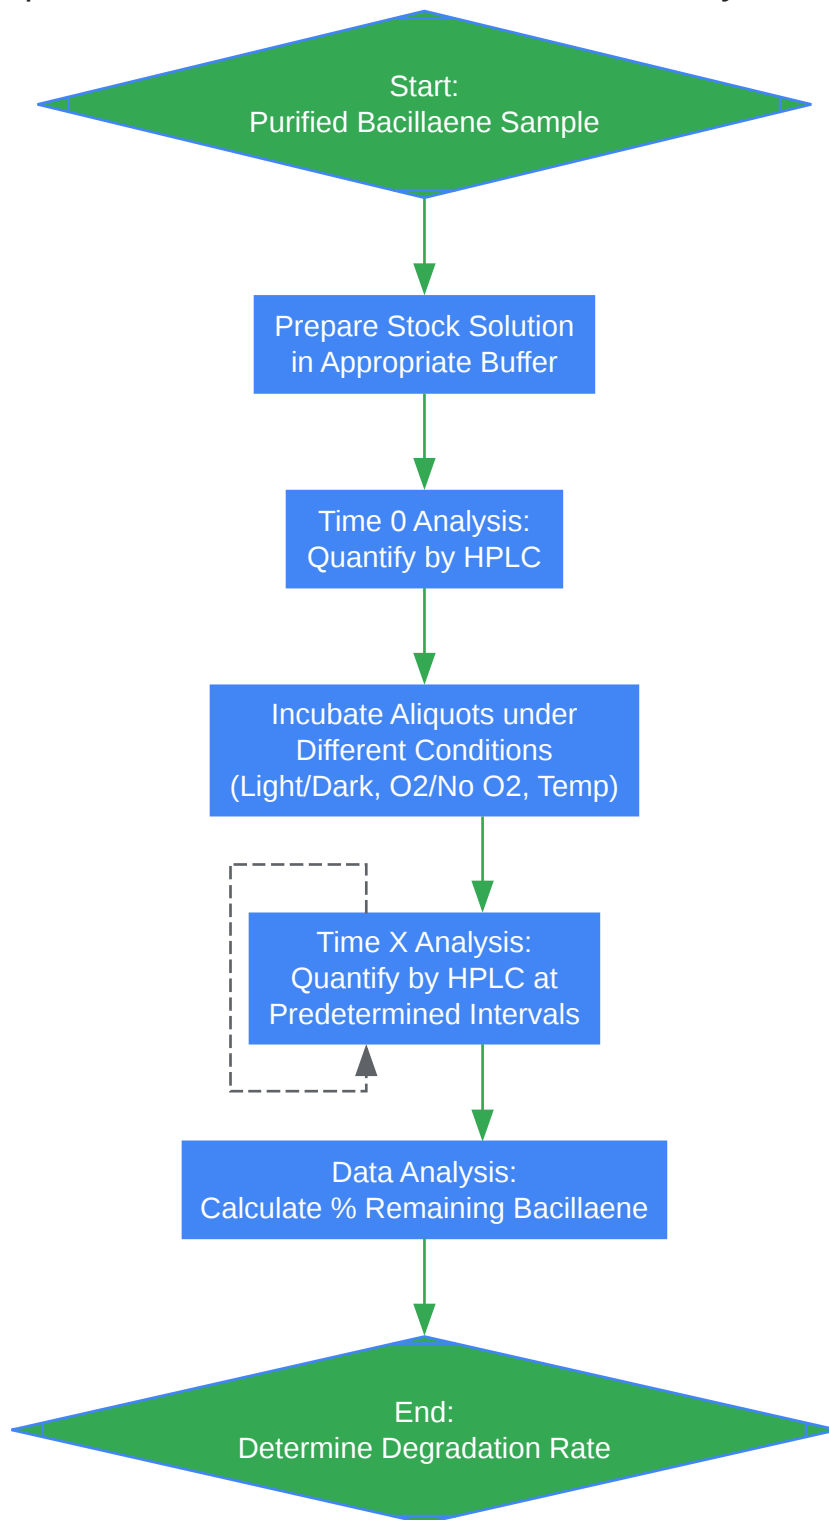 Start:
Purified Bacillaene Sample
Prepare Stock Solution
in Appropriate Buffer
Time 0 Analysis:
Quantify by HPLC
Incubate Aliquots under
Different Conditions
(Light/Dark, O2/No O2, Temp)
Time X Analysis:
Quantify by HPLC at
Predetermined Intervals
Data Analysis:
Calculate % Remaining Bacillaene
End:
Determine Degradation Rate